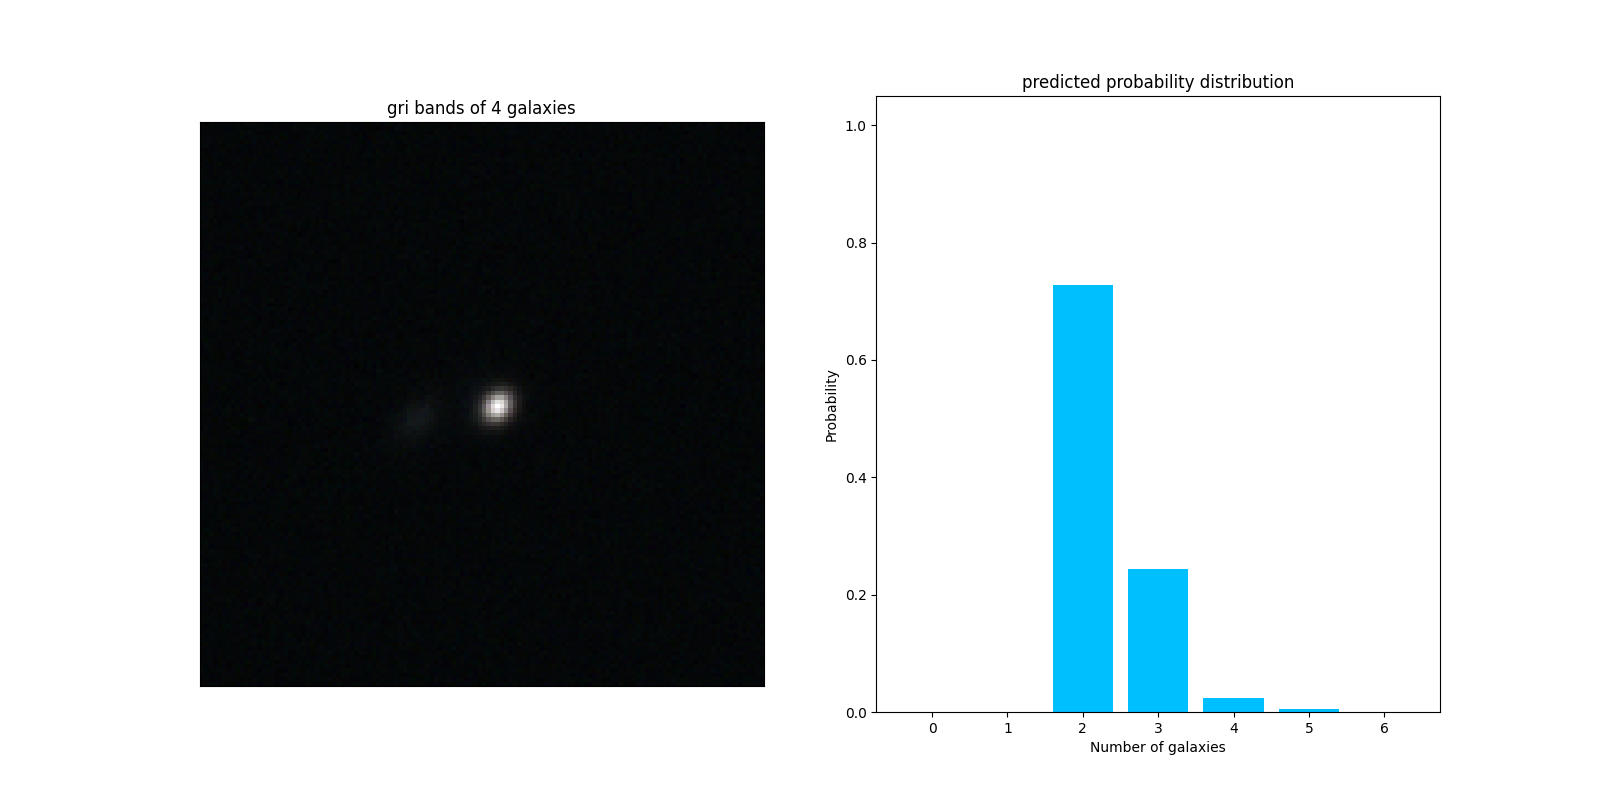 gri bands of 4 galaxies
predicted probability distribution
1.0
0.8
0.6
0.4
0.2
0.0
Probability
0 1 2 3 4 5 6
Number of galaxies